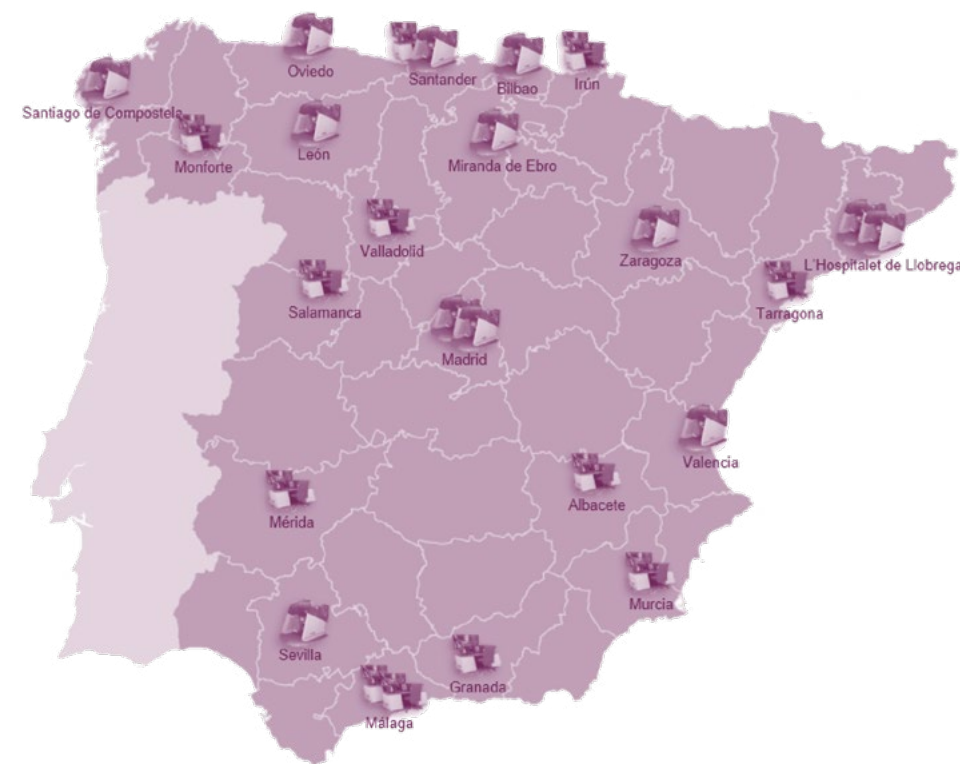 Oviedo
Santander
Bilbao
Irún
Santiago de Compostela
León
Monforte
Miranda de Ebro
Valladolid
Zaragoza
L'Hospitalet de Llobrega
Salamanca
Tarragona
Madrid
Valencia
Mérida
Albacete
Murcia
Sevilla
Granada
Málaga